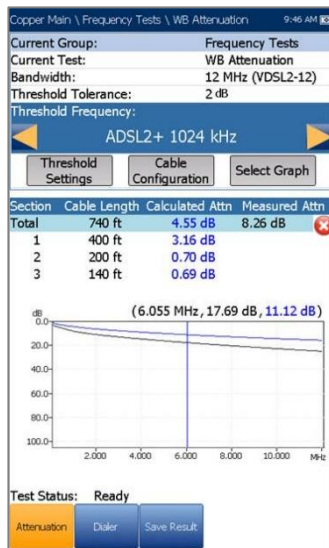 Copper Main \ Frequency Tests \ WB Attenuation 9:46 AM
Current Group: Frequency Tests
Current Test: WB Attenuation
Bandwidth: 12 MHz (VDSL2-12)
Threshold Tolerance: 2 dB
Threshold Frequency:
ADSL2+ 1024 kHz
Threshold Settings
Cable Configuration
Select Graph
Section Cable Length Calculated Attn Measured Attn
Total 740 ft 4.55 dB 8.26 dB
1 400 ft 3.16 dB
2 200 ft 0.70 dB
3 140 ft 0.69 dB
(6.055 MHz, 17.69 dB, 11.12 dB)
dB
0.0
20.0
40.0
60.0
80.0
100.0
2.000 4.000 6.000 8.000 10.000 MHz
Test Status: Ready
Attenuation Dialer Save Result